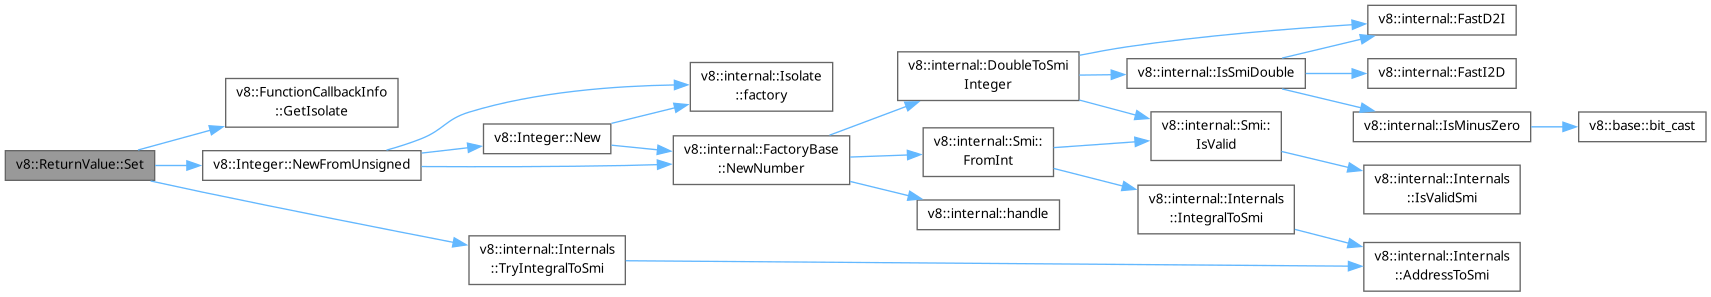 v8::ReturnValue::Set
v8::FunctionCallbackInfo
::GetIsolate
v8::Integer::NewFromUnsigned
v8::internal::Internals
::TryIntegralToSmi
v8::Integer::New
v8::internal::Isolate
::factory
v8::internal::FactoryBase
::NewNumber
v8::internal::DoubleToSmi
Integer
v8::internal::Smi::
FromInt
v8::internal::handle
v8::internal::IsSmiDouble
v8::internal::Smi::
IsValid
v8::internal::Internals
::IntegralToSmi
v8::internal::FastD2I
v8::internal::FastI2D
v8::internal::IsMinusZero
v8::internal::Internals
::IsValidSmi
v8::internal::Internals
::AddressToSmi
v8::base::bit_cast